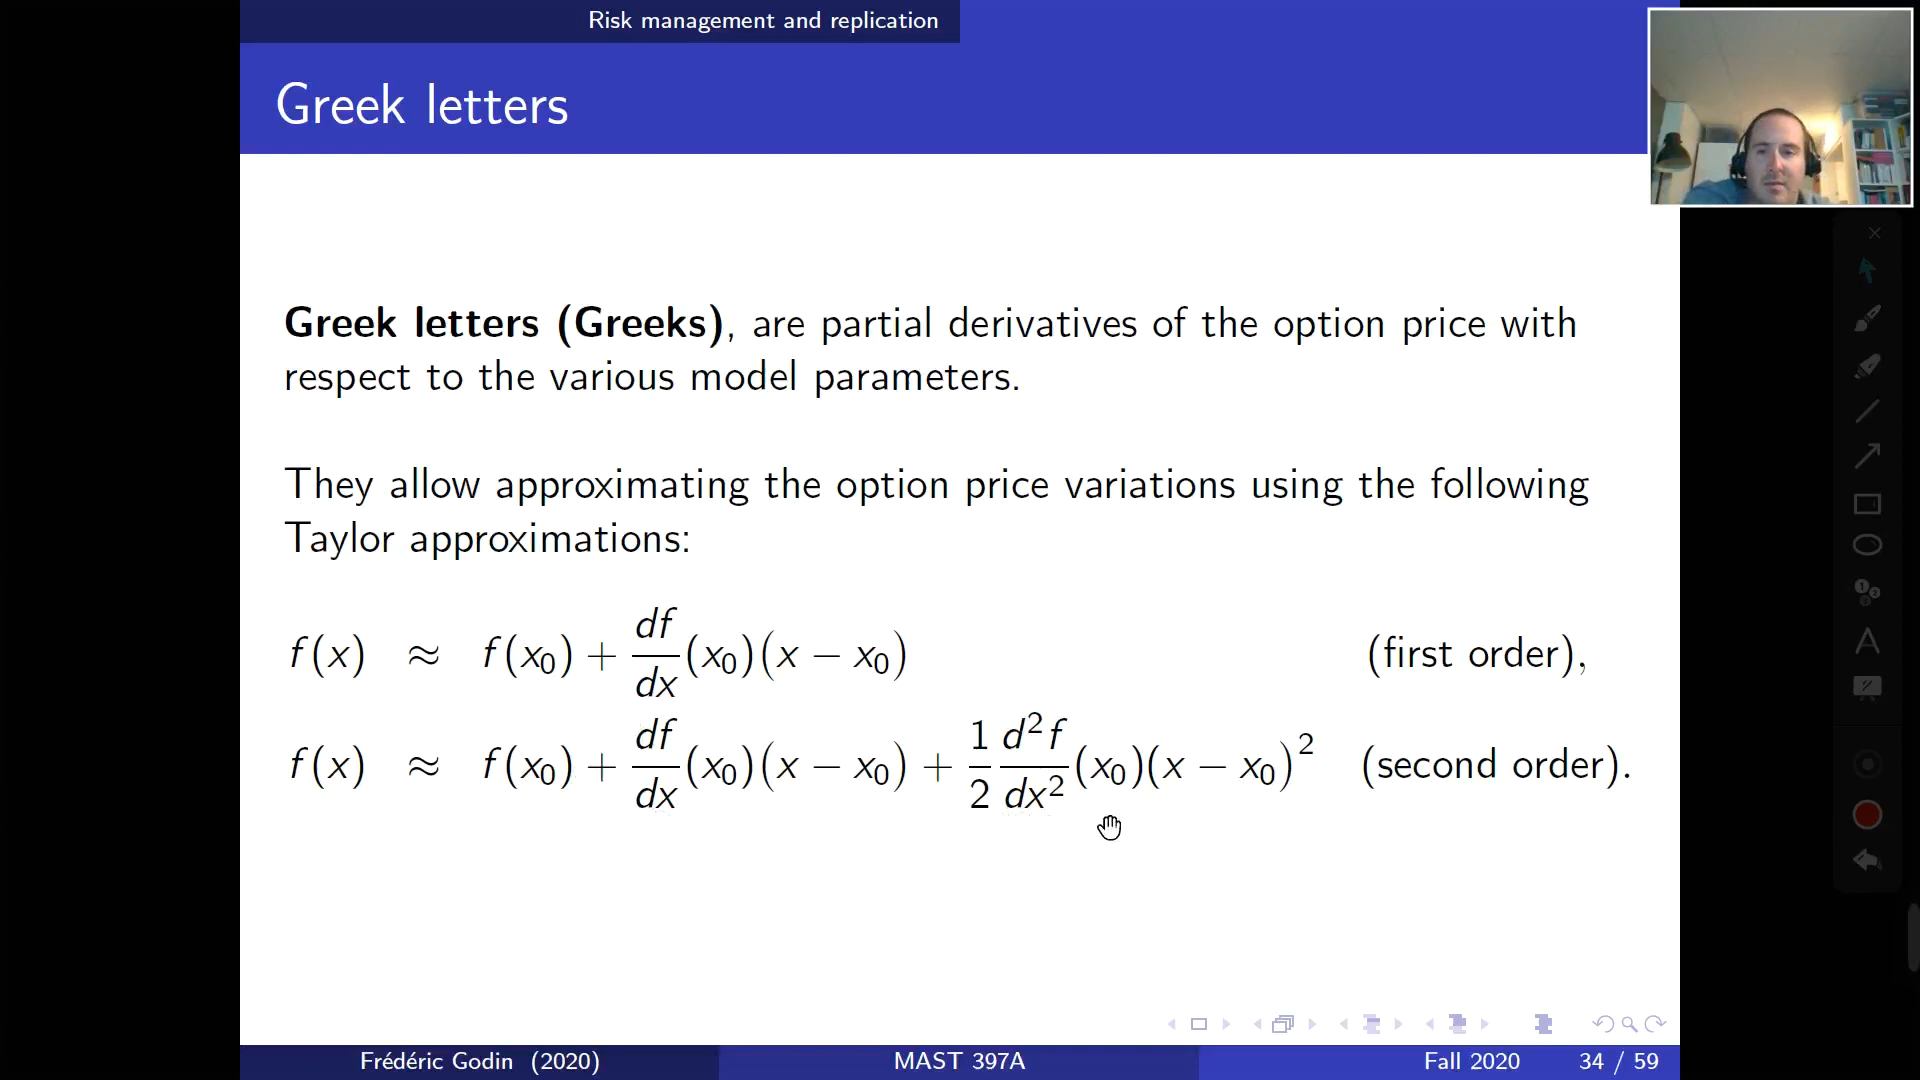 Risk management and replication
Greek letters
Greek letters (Greeks), are partial derivatives of the option price with
respect to the various model parameters.
They allow approximating the option price variations using the following
Taylor approximations:
f(x) ≈ f(x₀) + df/dx (x₀)(x − x₀) (first order),
f(x) ≈ f(x₀) + df/dx (x₀)(x − x₀) + 1/2 d²f/dx² (x₀)(x − x₀)² (second order).
Frédéric Godin (2020) MAST 397A Fall 2020 34 / 59